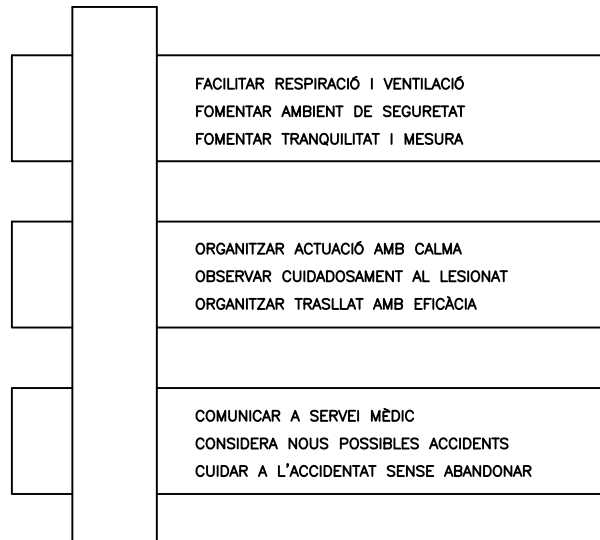 FACILITAR RESPIRACIÓ I VENTILACIÓ
FOMENTAR AMBIENT DE SEGURETAT
FOMENTAR TRANQUILITAT I MESURA
ORGANITZAR ACTUACIÓ AMB CALMA
OBSERVAR CUIDADOSAMENT AL LESIONAT
ORGANITZAR TRASLLAT AMB EFICÀCIA
COMUNICAR A SERVEI MÈDIC
CONSIDERA NOUS POSSIBLES ACCIDENTS
CUIDAR A L'ACCIDENTAT SENSE ABANDONAR